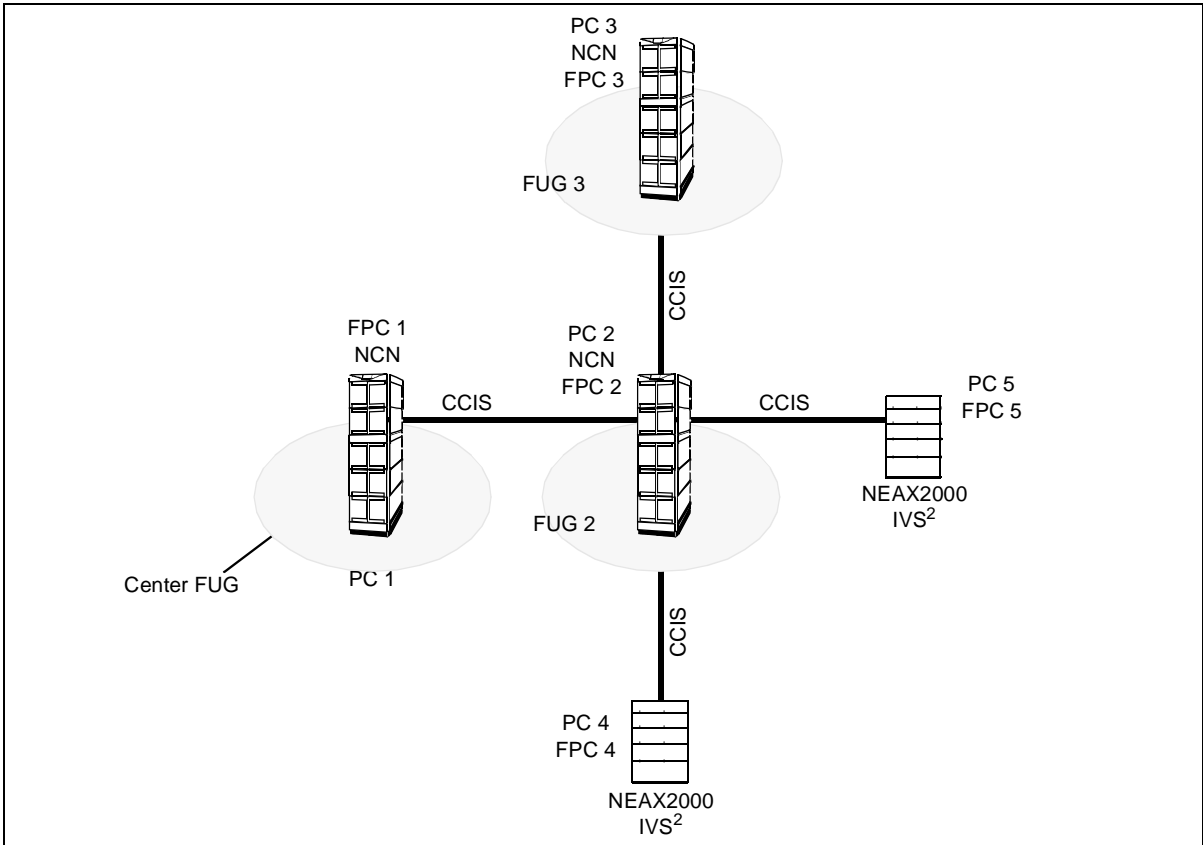 PC 3
NCN
FPC 3
FUG 3
CCIS
FPC 1
NCN
PC 2
NCN
FPC 2
CCIS
CCIS
PC 5
FPC 5
NEAX2000
IVS²
FUG 2
Center FUG
PC 1
CCIS
PC 4
FPC 4
NEAX2000
IVS²